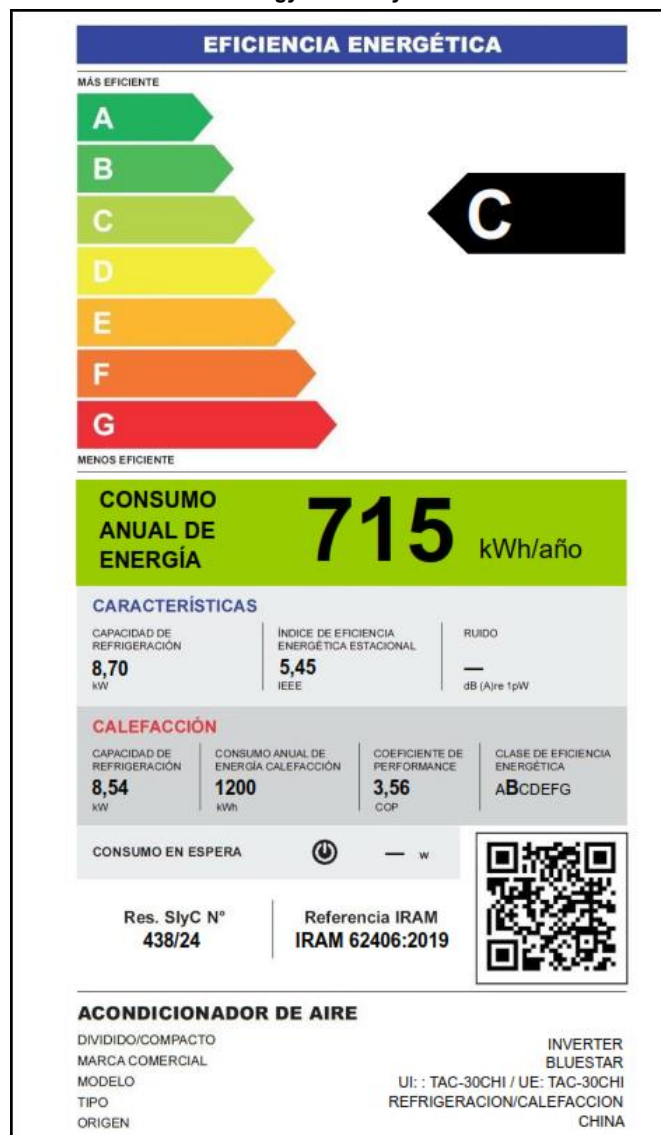 EFICIENCIA ENERGÉTICA
MÁS EFICIENTE
A
B
C
C
D
E
F
G
MENOS EFICIENTE
CONSUMO
ANUAL DE
ENERGÍA
715 kWh/año
CARACTERÍSTICAS
CAPACIDAD DE
REFRIGERACIÓN
8,70
kW
ÍNDICE DE EFICIENCIA
ENERGÉTICA ESTACIONAL
5,45
IEEE
RUIDO
—
dB (A)re 1pW
CALEFACCIÓN
CAPACIDAD DE
REFRIGERACIÓN
8,54
kW
CONSUMO ANUAL DE
ENERGÍA CALEFACCIÓN
1200
kWh
COEFICIENTE DE
PERFORMANCE
3,56
COP
CLASE DE EFICIENCIA
ENERGÉTICA
ABCDEFG
CONSUMO EN ESPERA — W
Res. SIyC N°
438/24
Referencia IRAM
IRAM 62406:2019
ACONDICIONADOR DE AIRE
DIVIDIDO/COMPACTO INVERTER
MARCA COMERCIAL BLUESTAR
MODELO UI: : TAC-30CHI / UE: TAC-30CHI
TIPO REFRIGERACION/CALEFACCION
ORIGEN CHINA